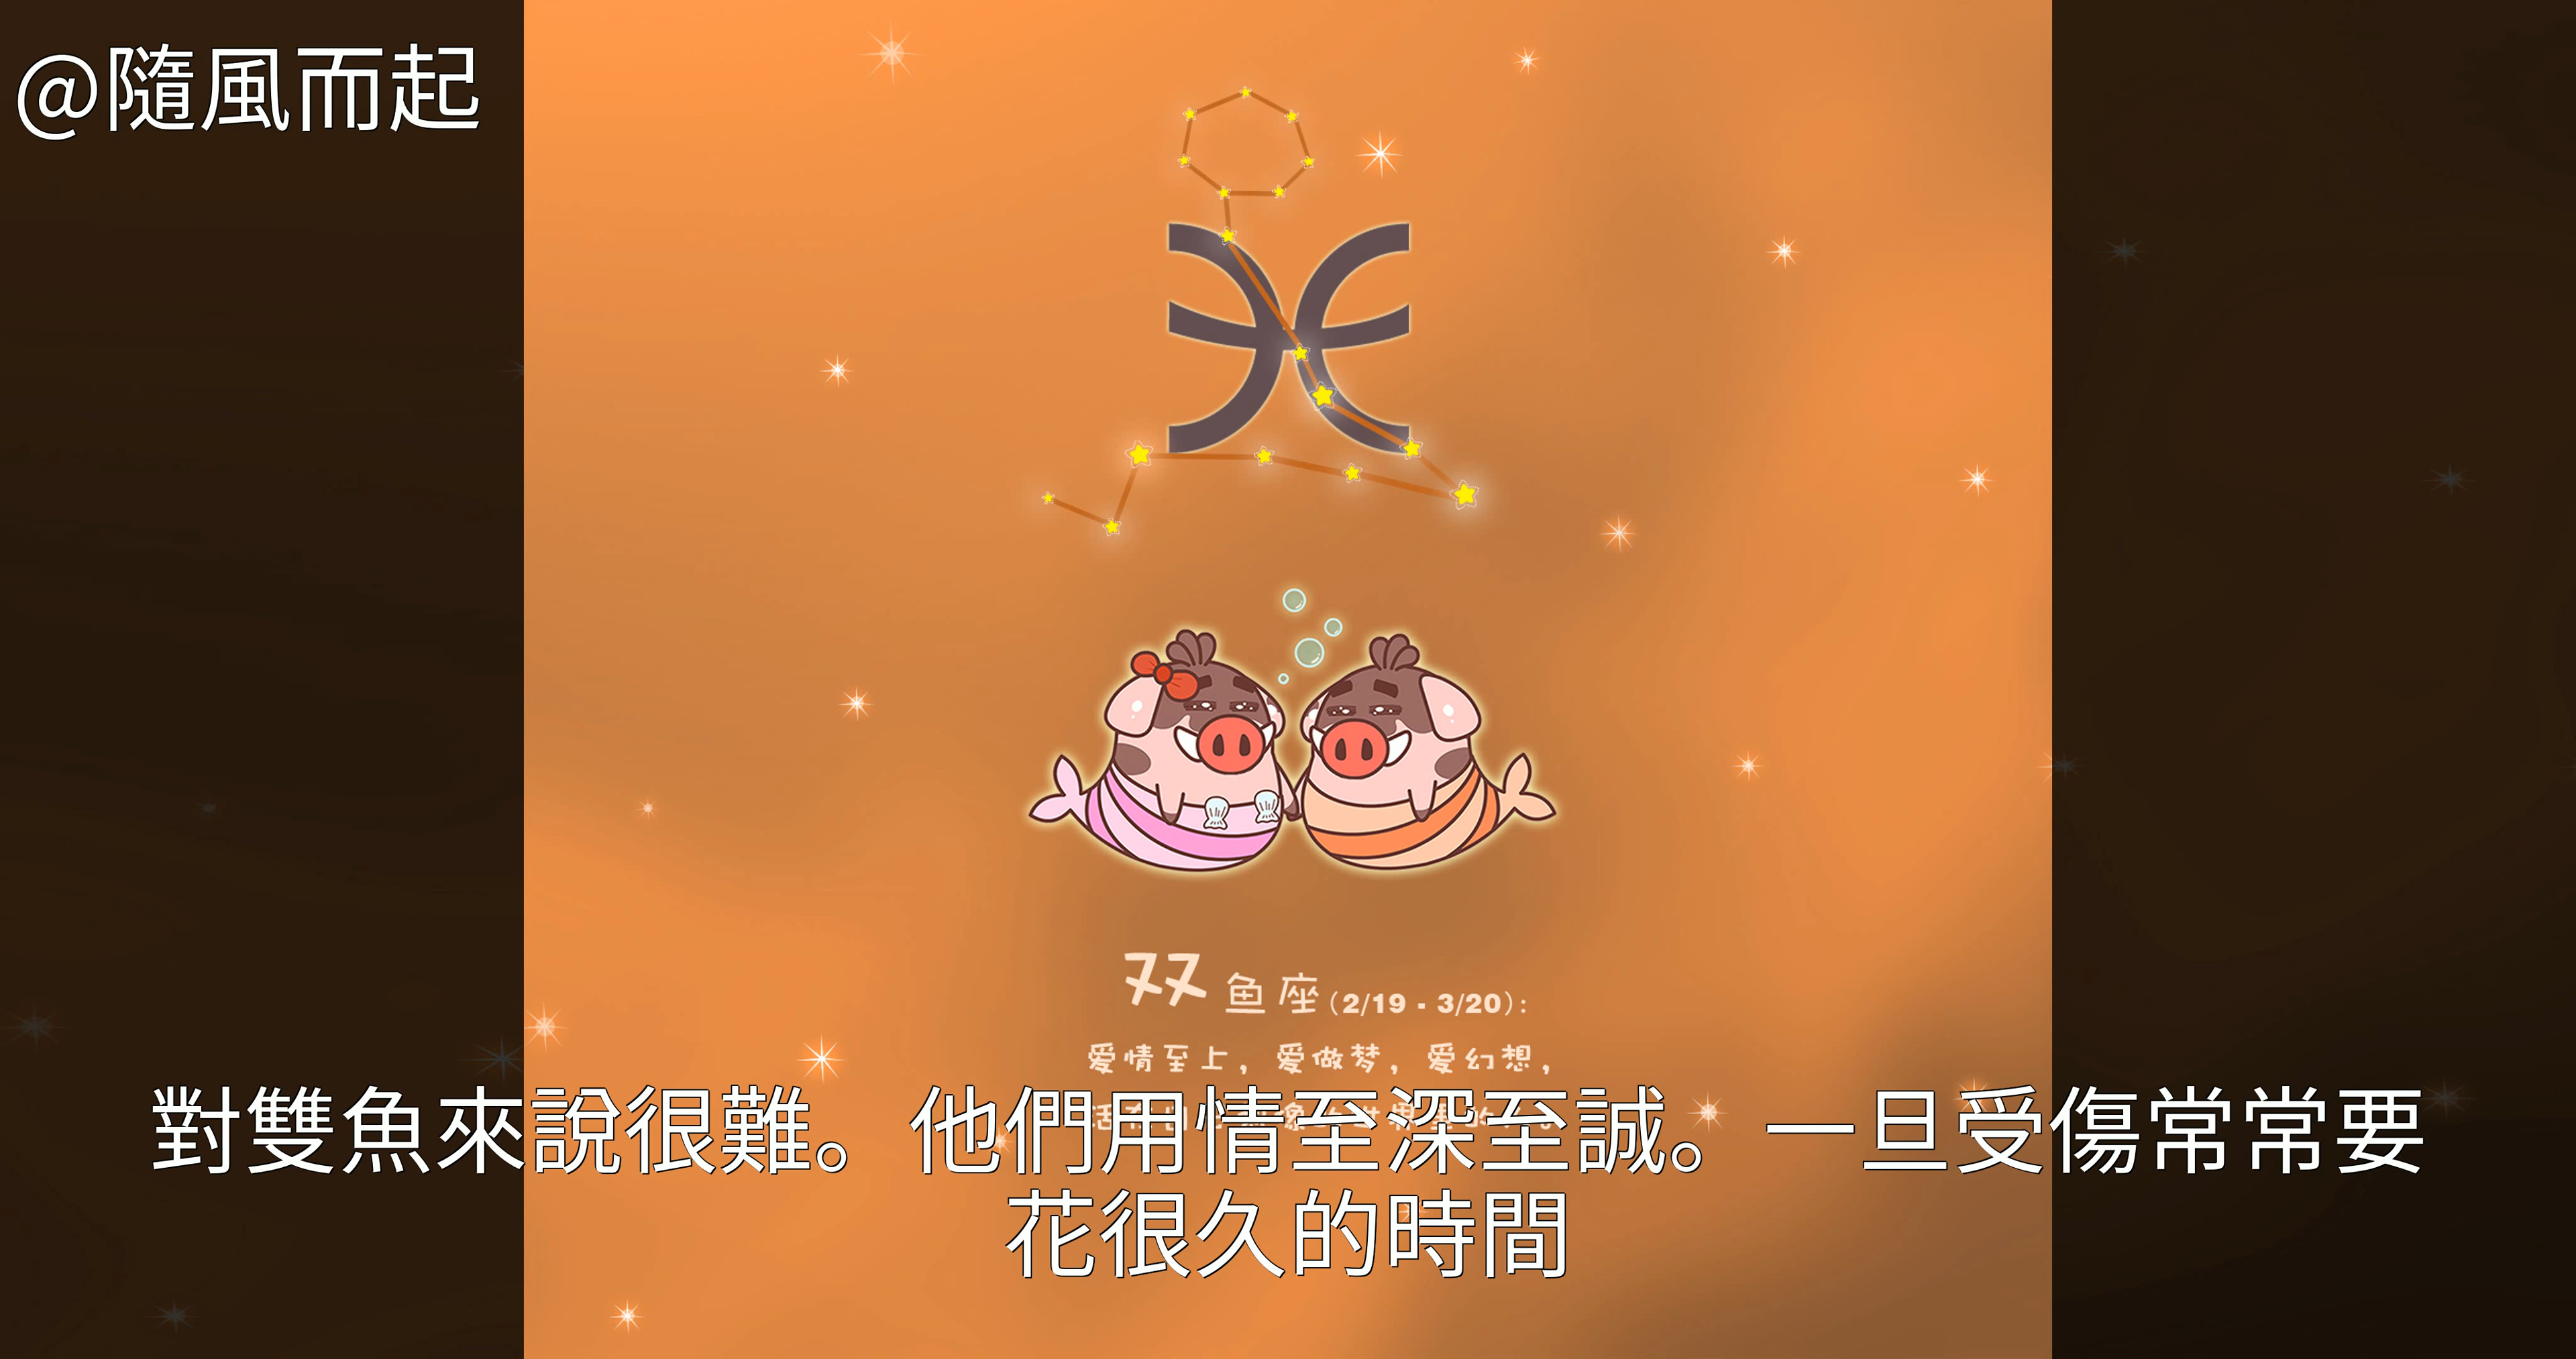 @隨風而起
双鱼座(2/19 - 3/20):
爱情至上，爱做梦，爱幻想，
對雙魚來說很難。他們用情至深至誠。一旦受傷常常要
花很久的時間